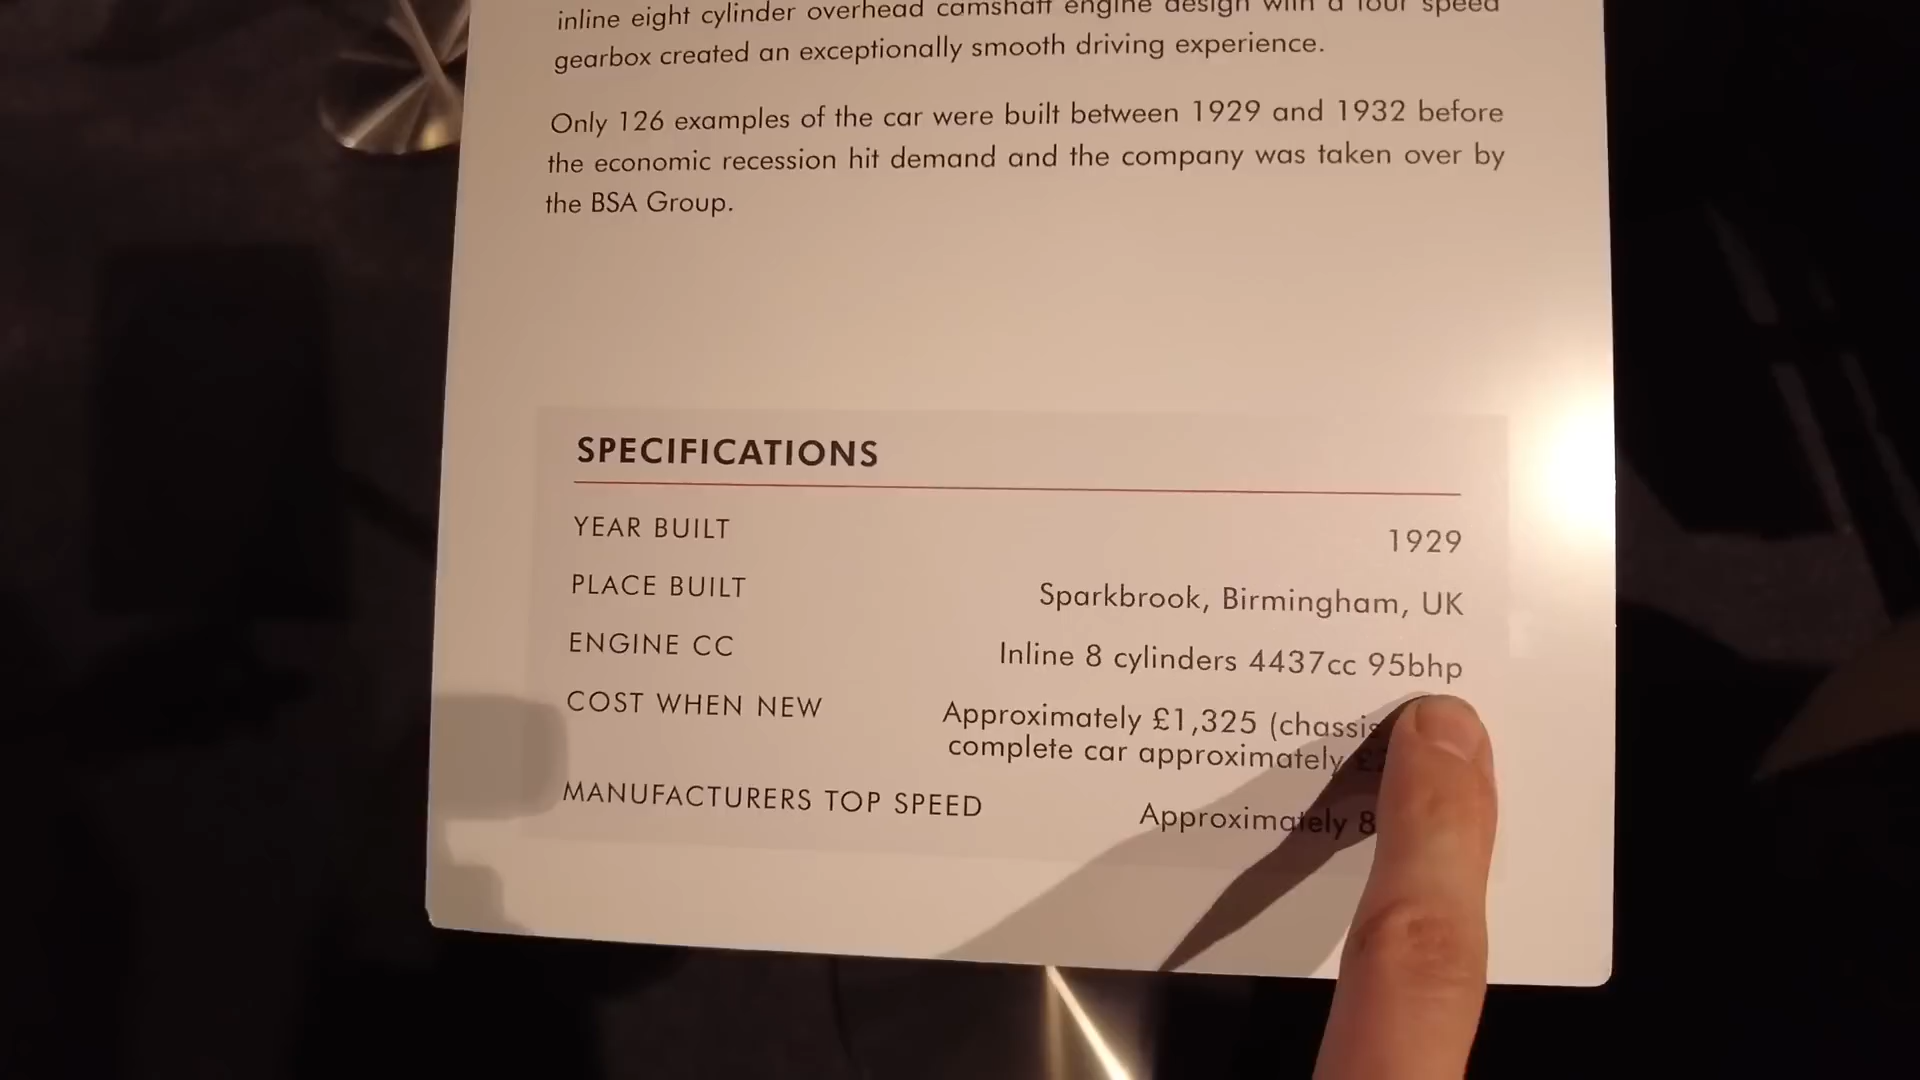 inline eight cylinder overhead camshaft engine design with a four speed
gearbox created an exceptionally smooth driving experience.
Only 126 examples of the car were built between 1929 and 1932 before
the economic recession hit demand and the company was taken over by
the BSA Group.
SPECIFICATIONS
YEAR BUILT 1929
PLACE BUILT Sparkbrook, Birmingham, UK
ENGINE CC Inline 8 cylinders 4437cc 95bhp
COST WHEN NEW Approximately £1,325 (chassis
complete car approximately
MANUFACTURERS TOP SPEED Approximately